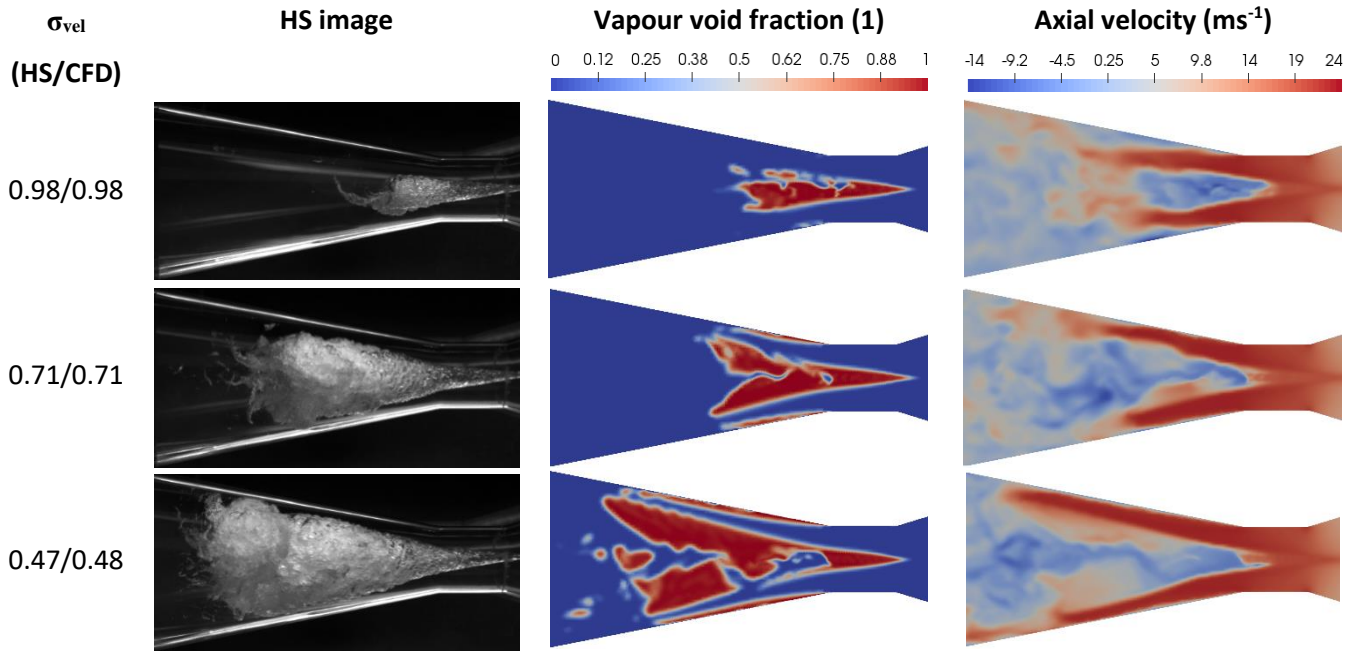 σvel HS image Vapour void fraction (1) Axial velocity (ms-1)
(HS/CFD)
0 0.12 0.25 0.38 0.5 0.63 0.75 0.88 1
-14 -9.2 -4.5 0.25 5 9.8 14 19 24
0.98/0.98
0.71/0.71
0.47/0.48